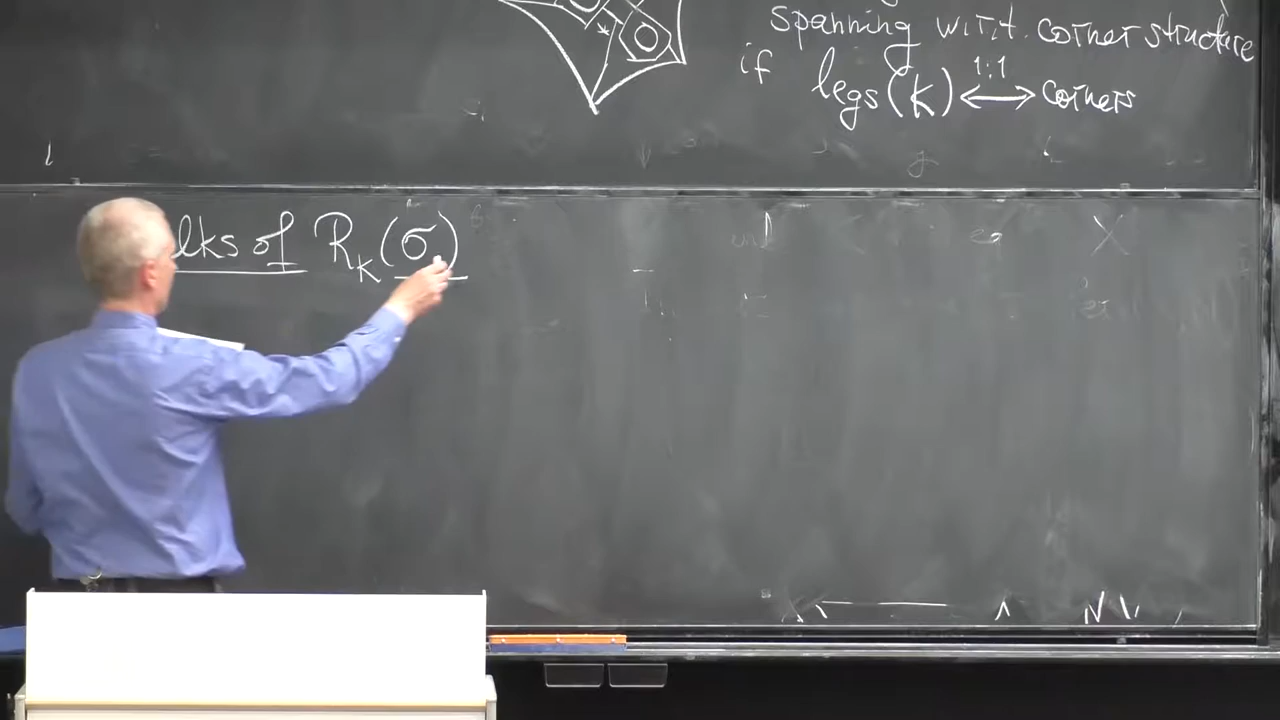 spanning w.r.t. corner structure
if legs(K) 1:1 ⟷ corners
lks of R_K(σ)